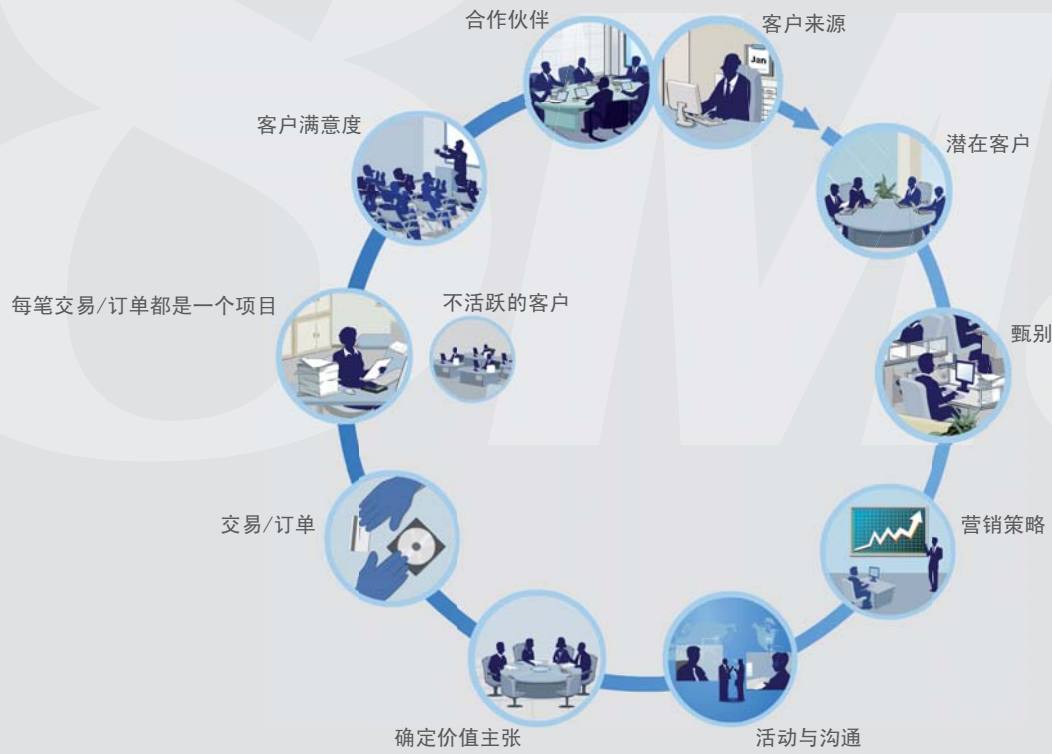 合作伙伴
客户来源
Jan
客户满意度
潜在客户
每笔交易/订单都是一个项目
不活跃的客户
甄别
交易/订单
营销策略
确定价值主张
活动与沟通